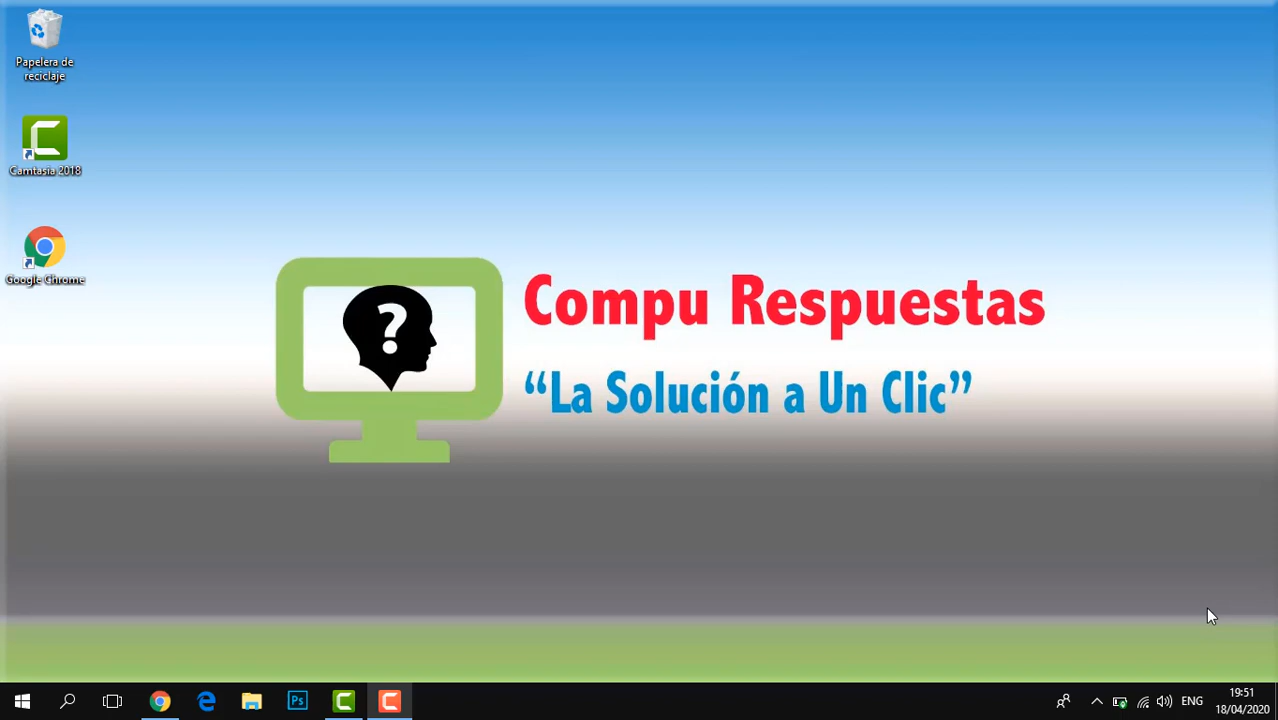 Papelera de
reciclaje
Camtasia 2018
Google Chrome
?
Compu Respuestas
“La Solución a Un Clic”
Ps
ENG
19:51
18/04/2020